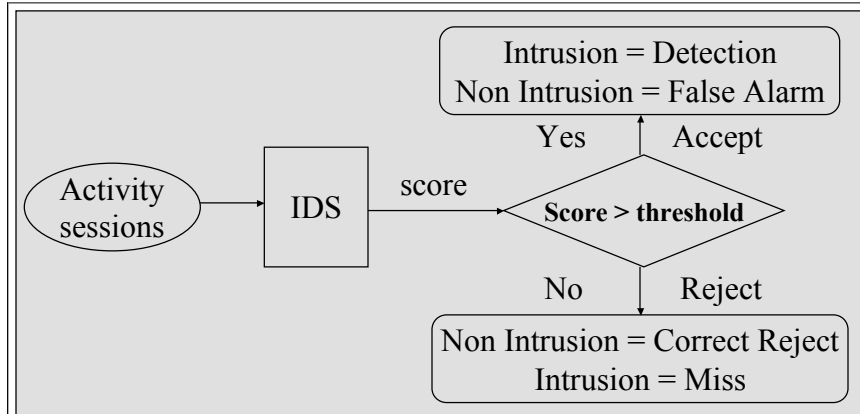 Intrusion = Detection
Non Intrusion = False Alarm
Yes Accept
Activity
sessions
IDS
score
Score > threshold
No Reject
Non Intrusion = Correct Reject
Intrusion = Miss